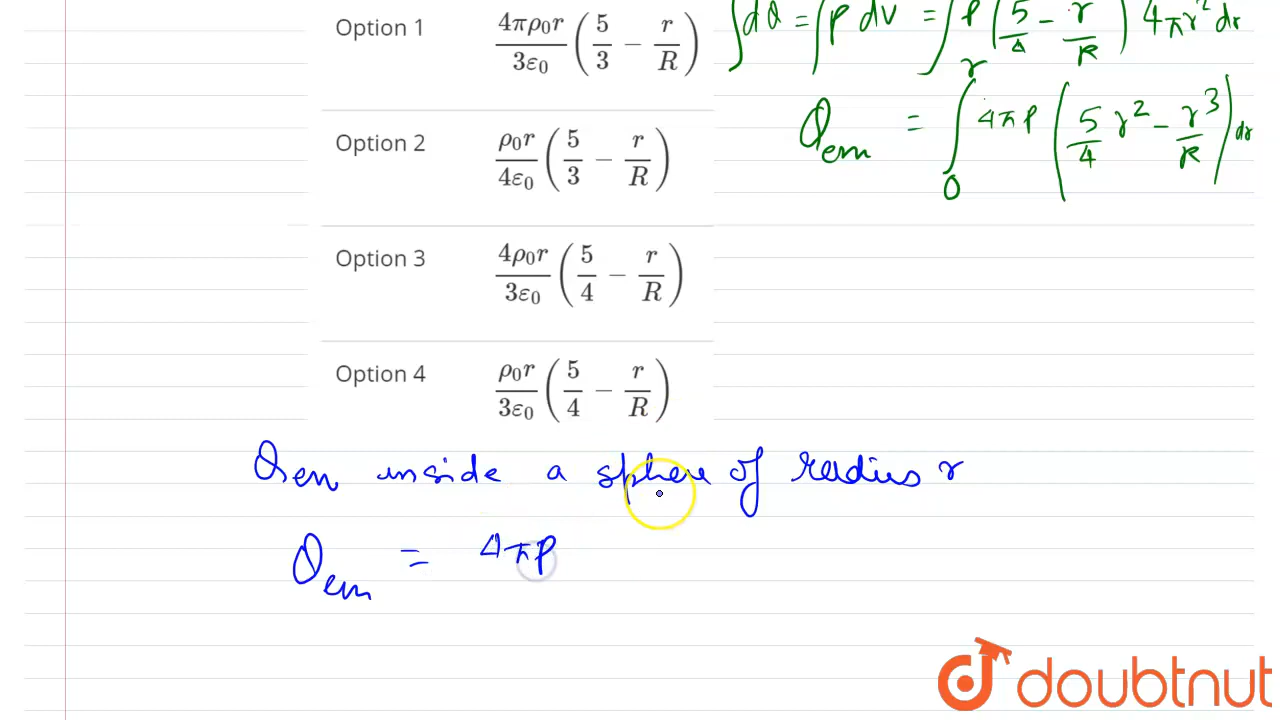 ∫dQ = ∫ρ dv = ∫ρ (5/4 − r/R) 4πr² dr
Option 1 4πρ₀r/3ε₀ (5/3 − r/R)
Qen = ∫₀ʳ 4πρ (5/4 r² − r³/R) dr
Option 2 ρ₀r/4ε₀ (5/3 − r/R)
Option 3 4ρ₀r/3ε₀ (5/4 − r/R)
Option 4 ρ₀r/3ε₀ (5/4 − r/R)
Qen inside a sphere of radius r
Qen = 4πρ
doubtnut